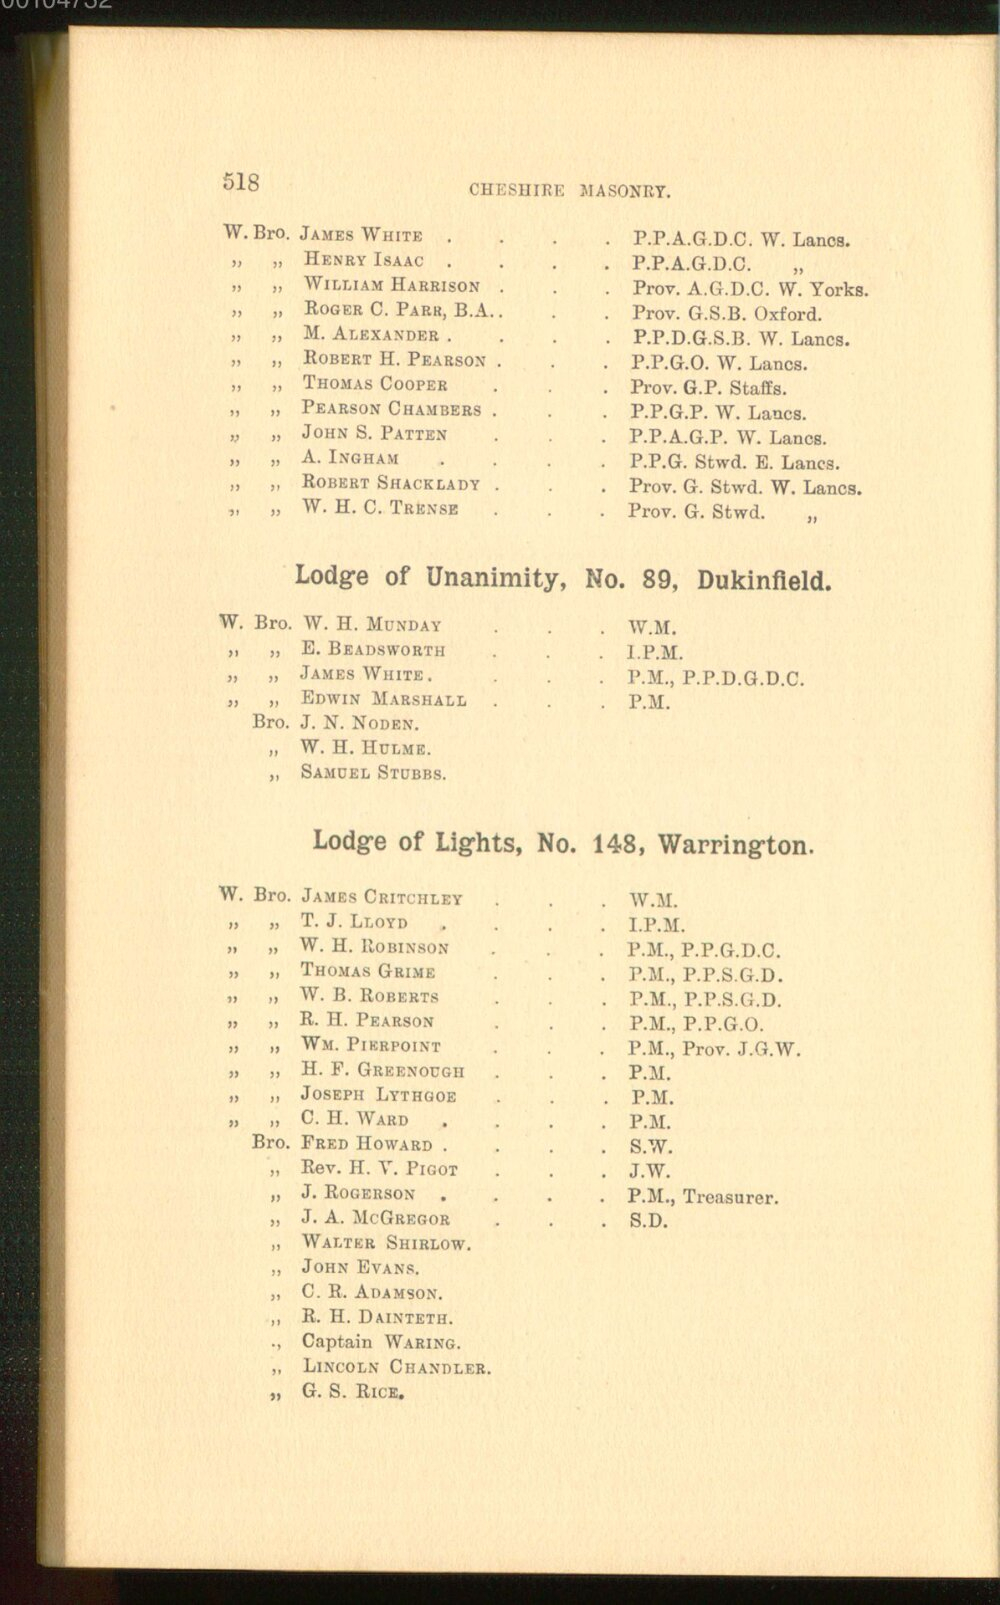 518 CHESHIRE MASONRY.
W. Bro. JAMES WHITE . . . . P.P.A.G.D.C. W. Lancs.
„ „ HENRY ISAAC . . . . P.P.A.G.D.C. „
„ „ WILLIAM HARRISON . . . Prov. A.G.D.C. W. Yorks.
„ „ ROGER C. PARR, B.A. . . . Prov. G.S.B. Oxford.
„ „ M. ALEXANDER . . . . P.P.D.G.S.B. W. Lancs.
„ „ ROBERT H. PEARSON . . . P.P.G.O. W. Lancs.
„ „ THOMAS COOPER . . . Prov. G.P. Staffs.
„ „ PEARSON CHAMBERS . . . P.P.G.P. W. Lancs.
„ „ JOHN S. PATTEN . . . P.P.A.G.P. W. Lancs.
„ „ A. INGHAM . . . . P.P.G. Stwd. E. Lancs.
„ „ ROBERT SHACKLADY . . . Prov. G. Stwd. W. Lancs.
„ „ W. H. C. TRENSE . . . Prov. G. Stwd. „
Lodge of Unanimity, No. 89, Dukinfield.
W. Bro. W. H. MUNDAY . . . W.M.
„ „ E. BEADSWORTH . . . I.P.M.
„ „ JAMES WHITE . . . . P.M., P.P.D.G.D.C.
„ „ EDWIN MARSHALL . . . P.M.
Bro. J. N. NODEN.
„ W. H. HULME.
„ SAMUEL STUBBS.
Lodge of Lights, No. 148, Warrington.
W. Bro. JAMES CRITCHLEY . . . W.M.
„ „ T. J. LLOYD . . . . I.P.M.
„ „ W. H. ROBINSON . . . P.M., P.P.G.D.C.
„ „ THOMAS GRIME . . . P.M., P.P.S.G.D.
„ „ W. B. ROBERTS . . . P.M., P.P.S.G.D.
„ „ R. H. PEARSON . . . P.M., P.P.G.O.
„ „ WM. PIERPOINT . . . P.M., Prov. J.G.W.
„ „ H. F. GREENOUGH . . . P.M.
„ „ JOSEPH LYTHGOE . . . P.M.
„ „ C. H. WARD . . . . P.M.
Bro. FRED HOWARD . . . . S.W.
„ Rev. H. V. PIGOT . . . J.W.
„ J. ROGERSON . . . . P.M., Treasurer.
„ J. A. MCGREGOR . . . S.D.
„ WALTER SHIRLOW.
„ JOHN EVANS.
„ C. R. ADAMSON.
„ R. H. DAINTETH.
„ Captain WARING.
„ LINCOLN CHANDLER.
„ G. S. RICE.